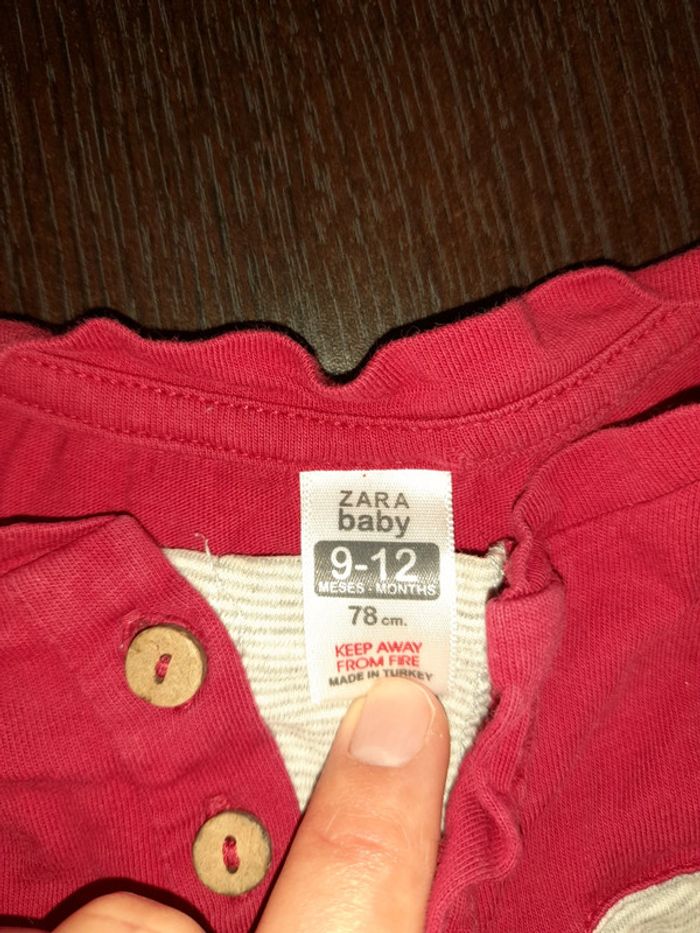 ZARA
baby
9-12
MESES - MONTHS
78 cm.
KEEP AWAY
FROM FIRE
MADE IN TURKEY